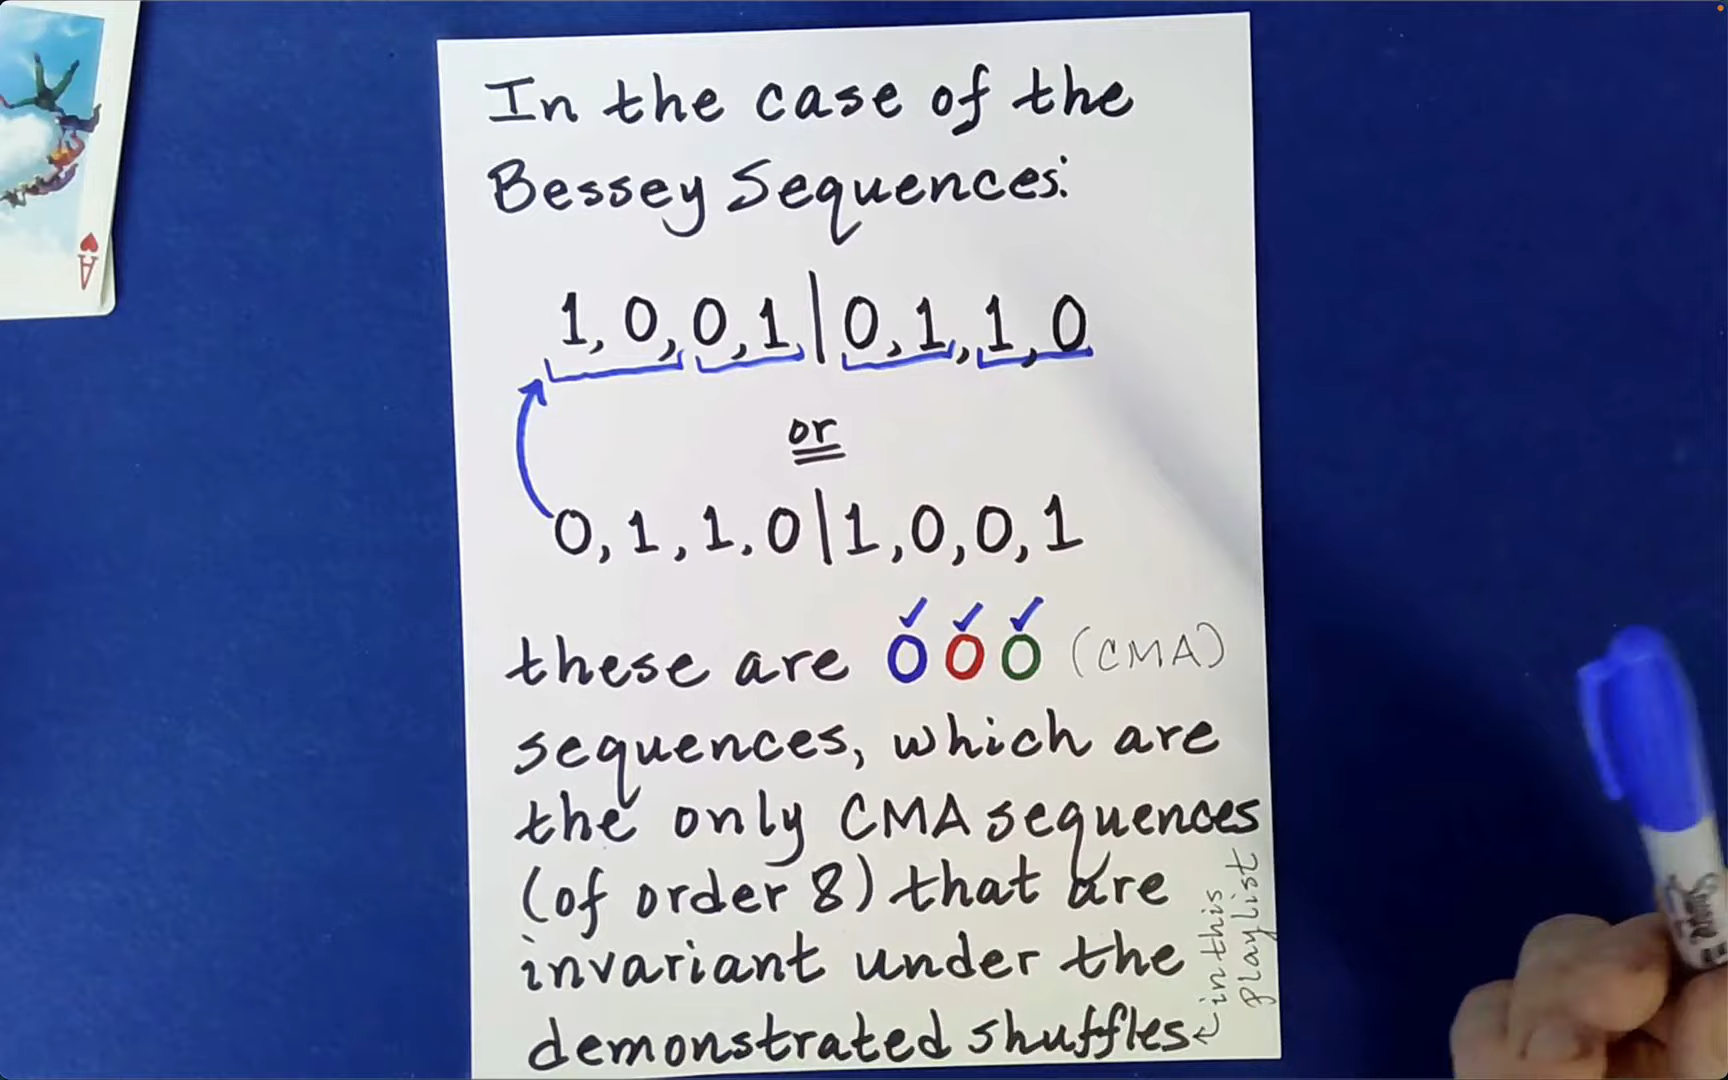 A
In the case of the
Bessey Sequences:
1, 0, 0, 1 | 0, 1, 1, 0
or
0, 1, 1, 0 | 1, 0, 0, 1
these are O O O (CMA)
sequences, which are
the only CMA sequences
(of order 8) that are
invariant under the
demonstrated shuffles
← in this
playlist